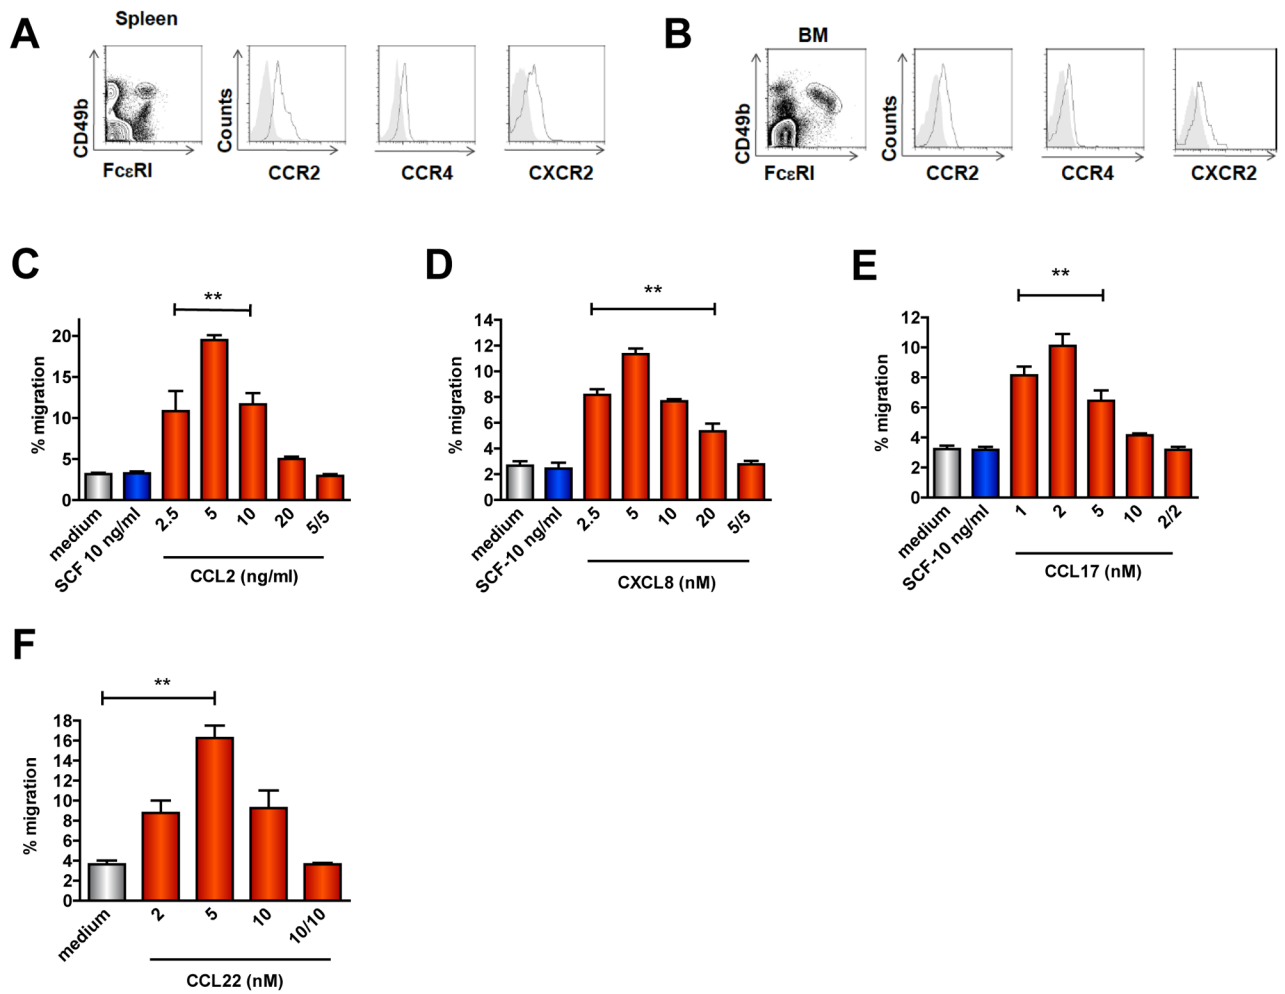 A
Spleen
CD49b
FcεRI
Counts
CCR2
CCR4
CXCR2
B
BM
CD49b
FcεRI
Counts
CCR2
CCR4
CXCR2
C
**
% migration
20
15
10
5
0
medium
SCF 10 ng/ml
2.5
5
10
20
5/5
CCL2 (ng/ml)
D
**
% migration
14
12
10
8
6
4
2
0
medium
SCF-10 ng/ml
2.5
5
10
20
5/5
CXCL8 (nM)
E
**
% migration
12
10
8
6
4
2
0
medium
SCF-10 ng/ml
1
2
5
10
2/2
CCL17 (nM)
F
**
% migration
18
16
14
12
10
8
6
4
2
0
medium
2
5
10
10/10
CCL22 (nM)